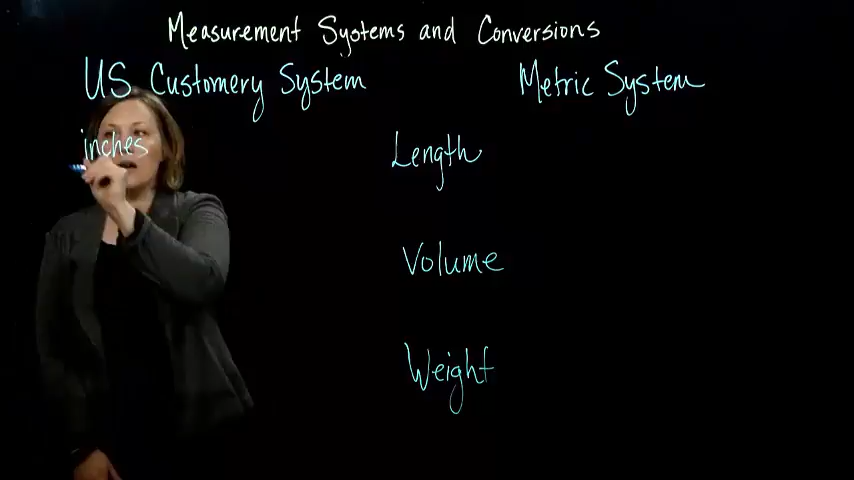 Measurement Systems and Conversions
US Customery System
Metric System
inches
Length
Volume
Weight